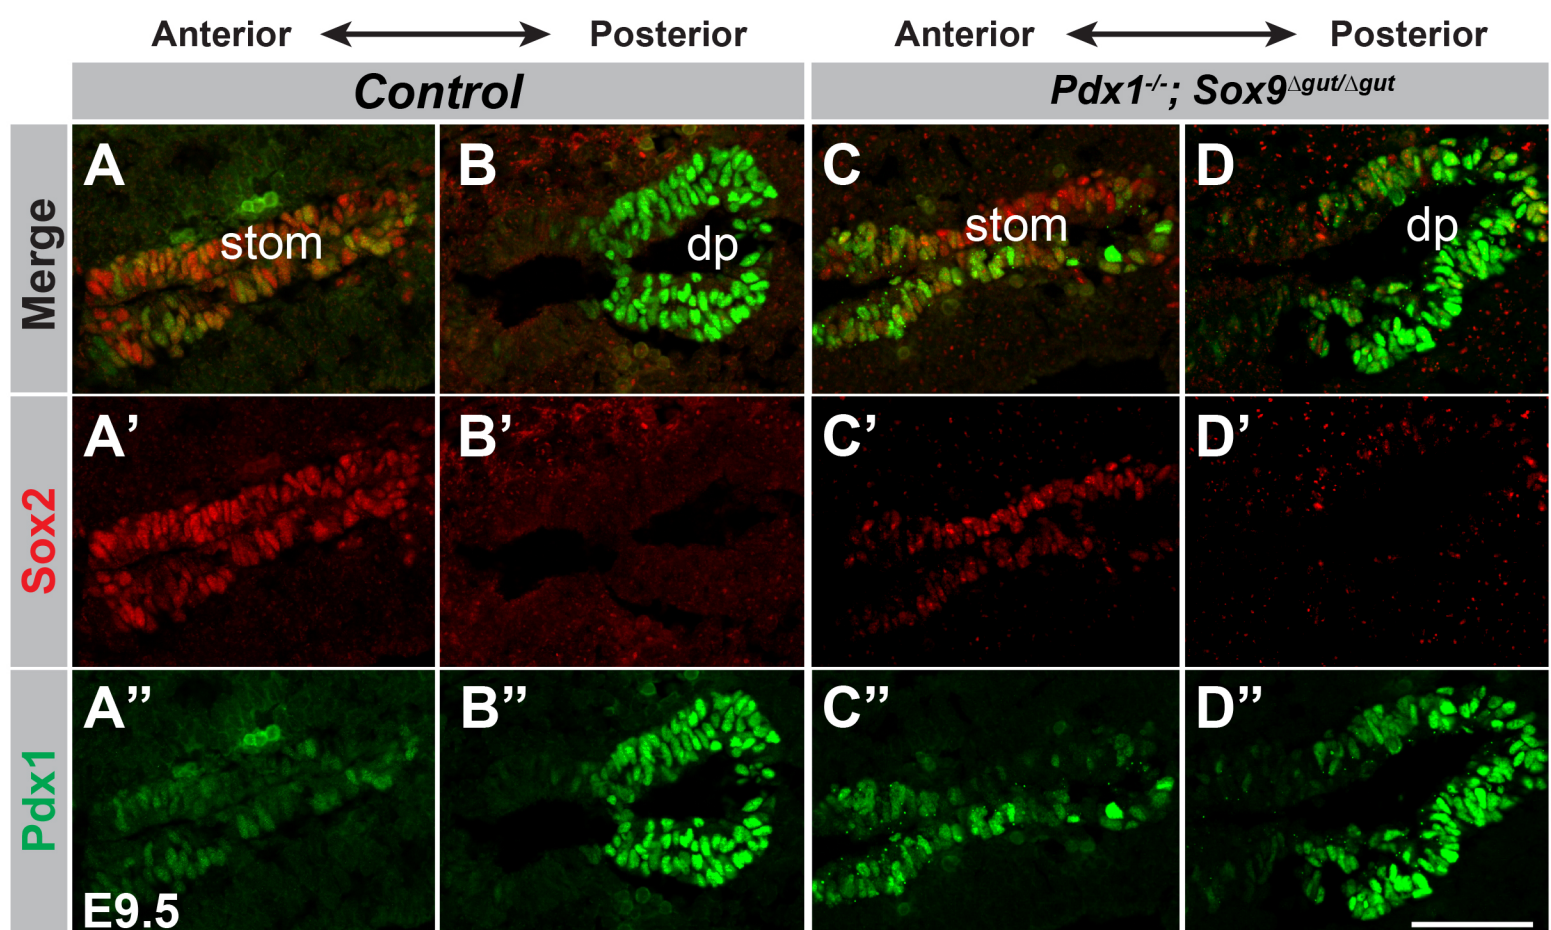 Anterior Posterior Anterior Posterior
Control Pdx1-/-; Sox9Δgut/Δgut
Merge
A B C D
stom dp stom dp
Sox2
A’ B’ C’ D’
Pdx1
A” B” C” D”
E9.5